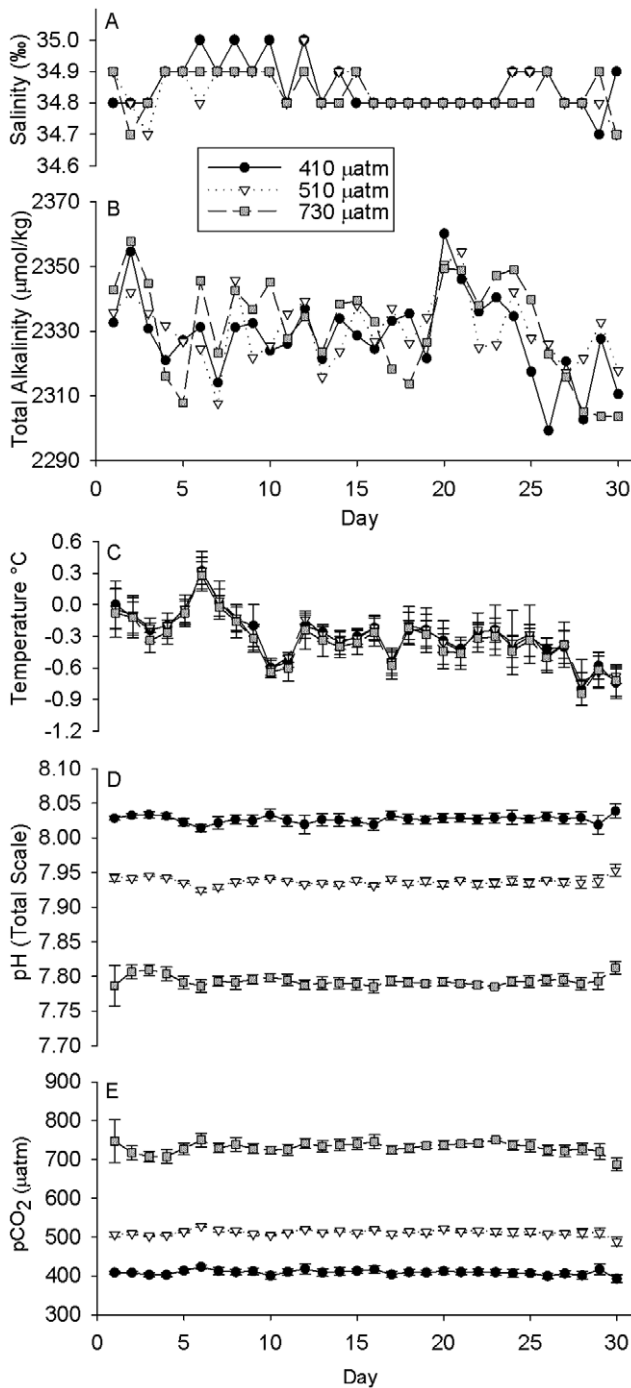 A
35.0
34.9
34.8
34.7
34.6
Salinity (‰)
410 μatm
510 μatm
730 μatm
B
2370
2350
2330
2310
2290
Total Alkalinity (μmol/kg)
0 5 10 15 20 25 30
Day
C
0.6
0.3
0.0
-0.3
-0.6
-0.9
-1.2
Temperature °C
D
8.10
8.05
8.00
7.95
7.90
7.85
7.80
7.75
7.70
pH (Total Scale)
E
900
800
700
600
500
400
300
pCO2 (μatm)
0 5 10 15 20 25 30
Day